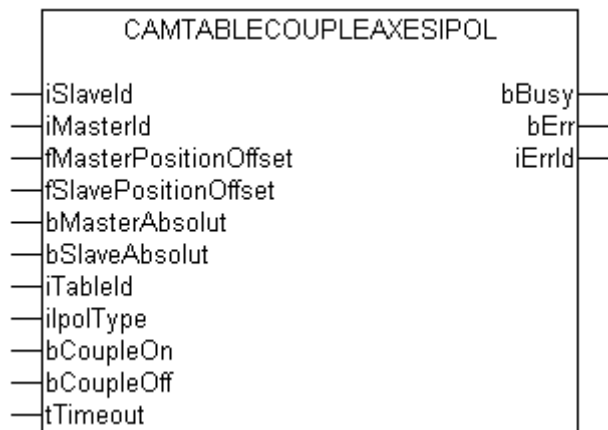 CAMTABLECOUPLEAXESIPOL
iSlaveId bBusy
iMasterId bErr
fMasterPositionOffset iErrId
fSlavePositionOffset
bMasterAbsolut
bSlaveAbsolut
iTableId
iIpolType
bCoupleOn
bCoupleOff
tTimeout